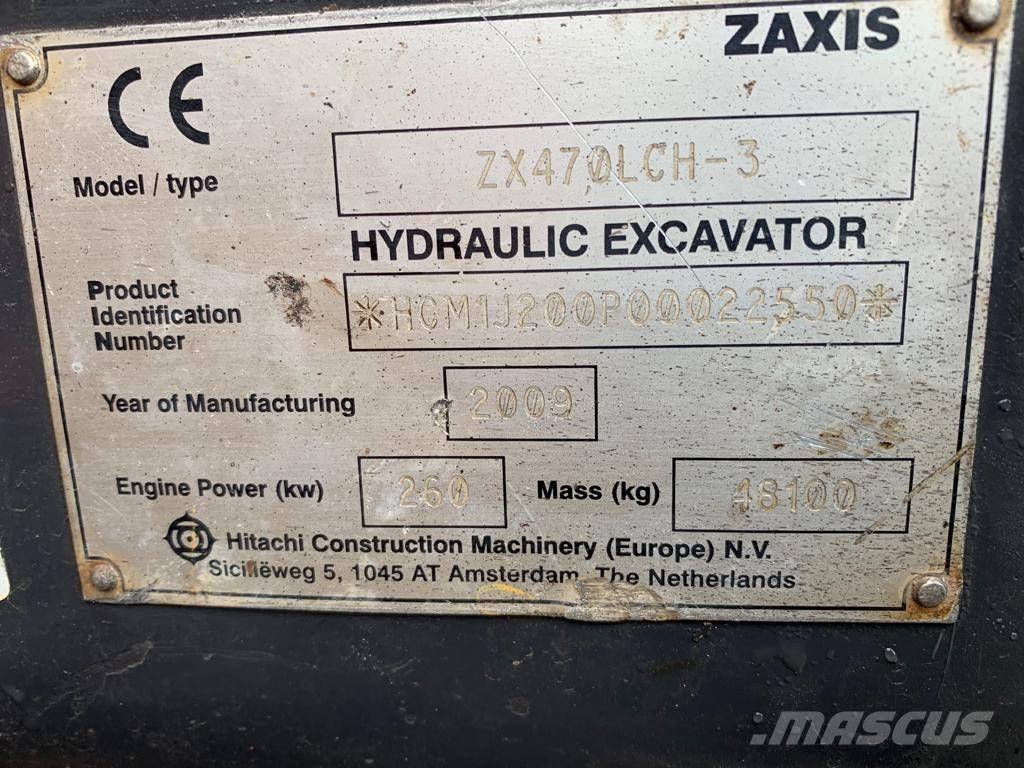 ZAXIS
CE
Model / type ZX470LCH-3
HYDRAULIC EXCAVATOR
Product
Identification
Number
*HCM1J200P00022550*
Year of Manufacturing 2009
Engine Power (kw) 260 Mass (kg) 48100
Hitachi Construction Machinery (Europe) N.V.
Siciliëweg 5, 1045 AT Amsterdam, The Netherlands
MASCUS